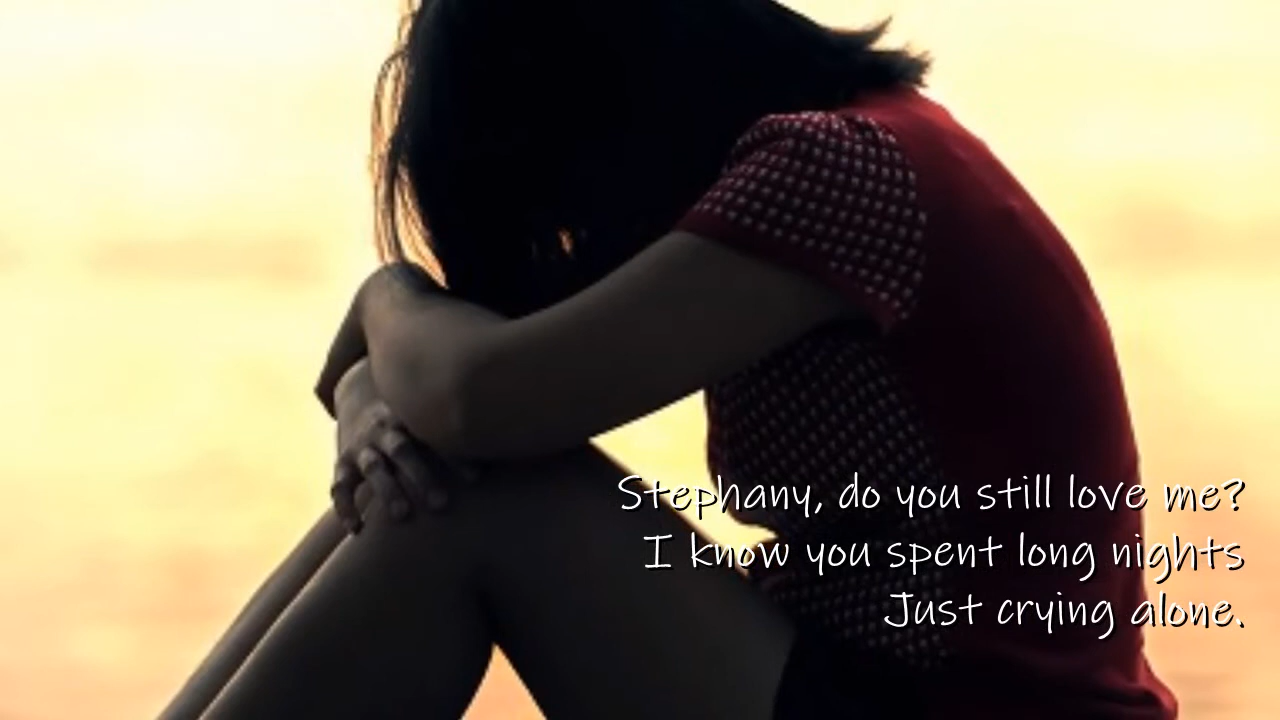 Stephany, do you still love me?
I know you spent long nights
Just crying alone.